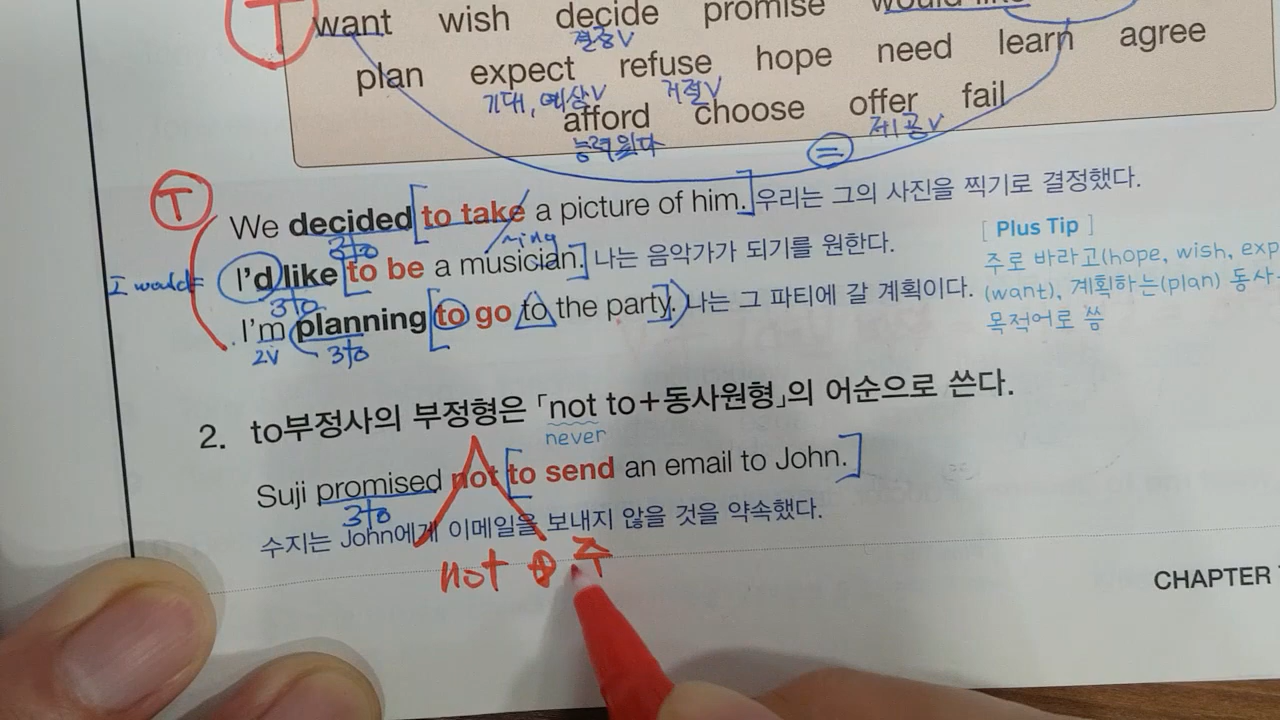 T want wish decide promise would like
결정V
plan expect refuse hope need learn agree
기대, 예상V 거절V
afford choose offer fail
능력있다 제공V
=
T
We decided [to take a picture of him.] 우리는 그의 사진을 찍기로 결정했다.
3tο
I would = I'd like [to be a musician.] 나는 음악가가 되기를 원한다.
3tο
I'm planning [to go to the party.] 나는 그 파티에 갈 계획이다.
2V 3tο
[ Plus Tip ]
주로 바라고(hope, wish, exp
(want), 계획하는(plan) 동사
목적어로 씀
2. to부정사의 부정형은 「not to+동사원형」의 어순으로 쓴다.
never
Suji promised not [to send an email to John.]
3tο
수지는 John에게 이메일을 보내지 않을 것을 약속했다.
not 주
CHAPTER